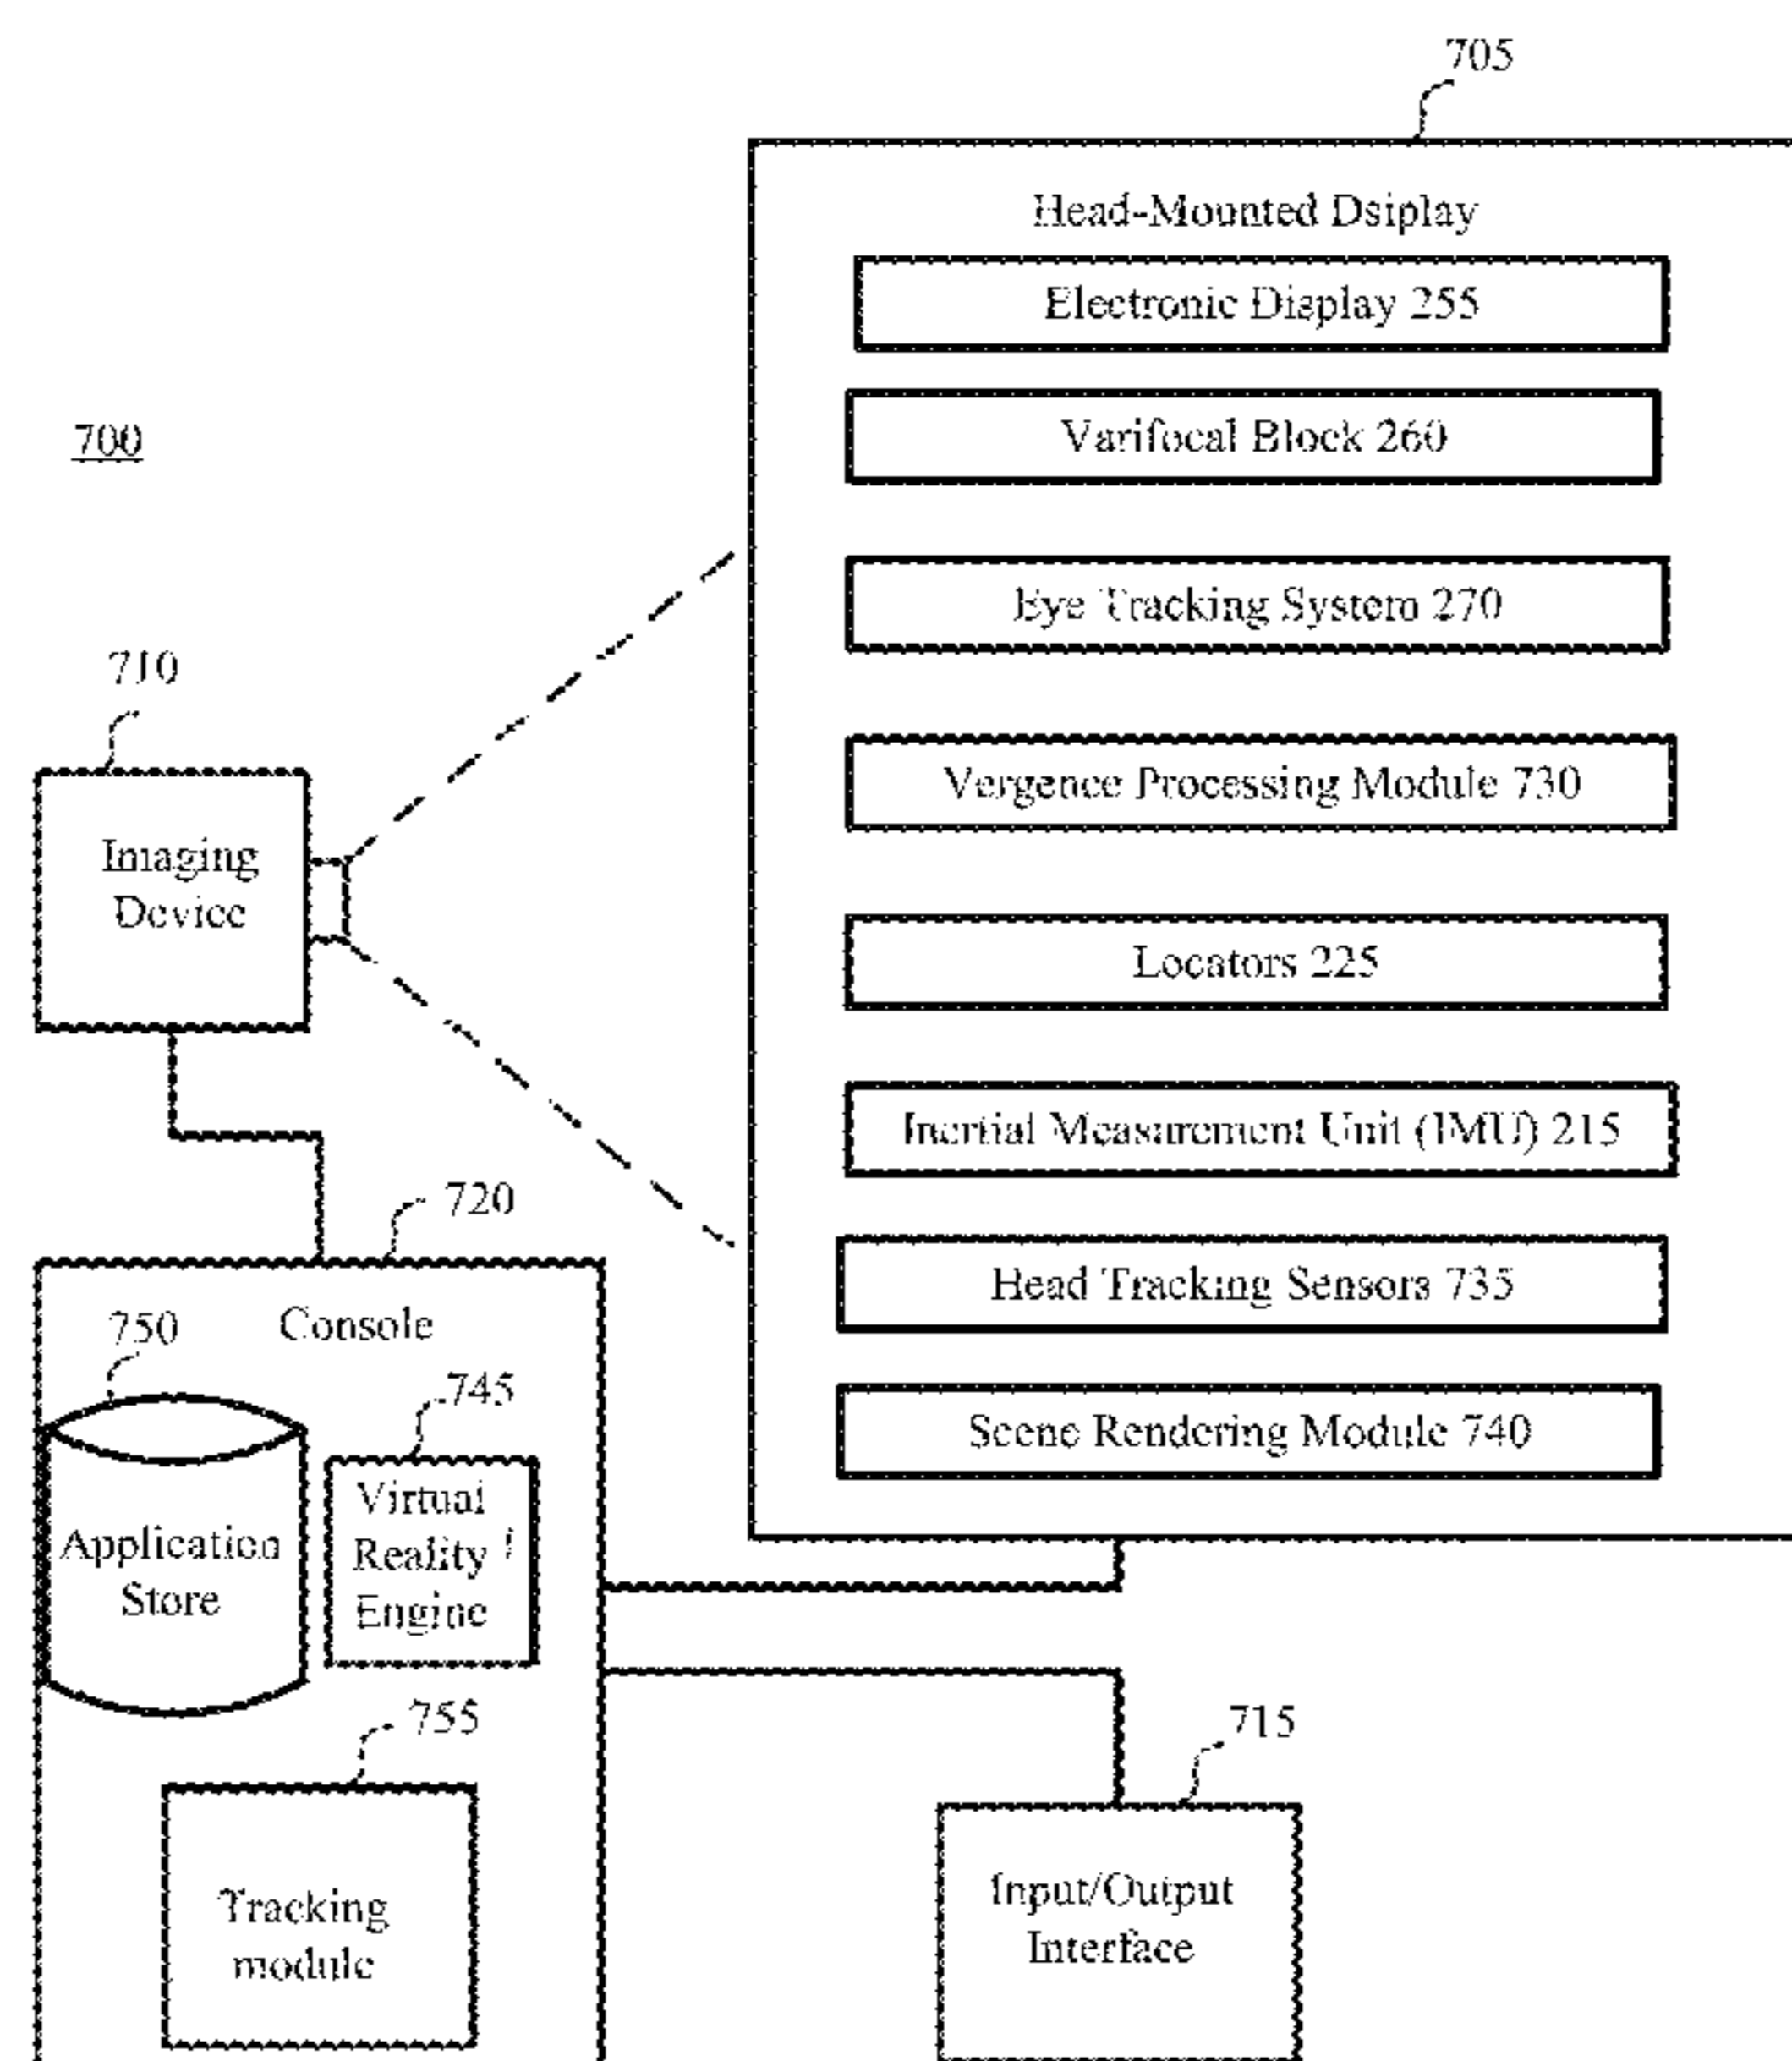 705
Head-Mounted Dsiplay
Electronic Display 255
Varifocal Block 260
700
Eye Tracking System 270
710
Vergence Processing Module 730
Imaging
Device
Locators 225
Inertial Measurement Unit (IMU) 215
720
Head Tracking Sensors 735
Console
750
745
Scene Rendering Module 740
Application
Store
Virtual
Reality /
Engine
755
715
Tracking
module
Input/Output
Interface